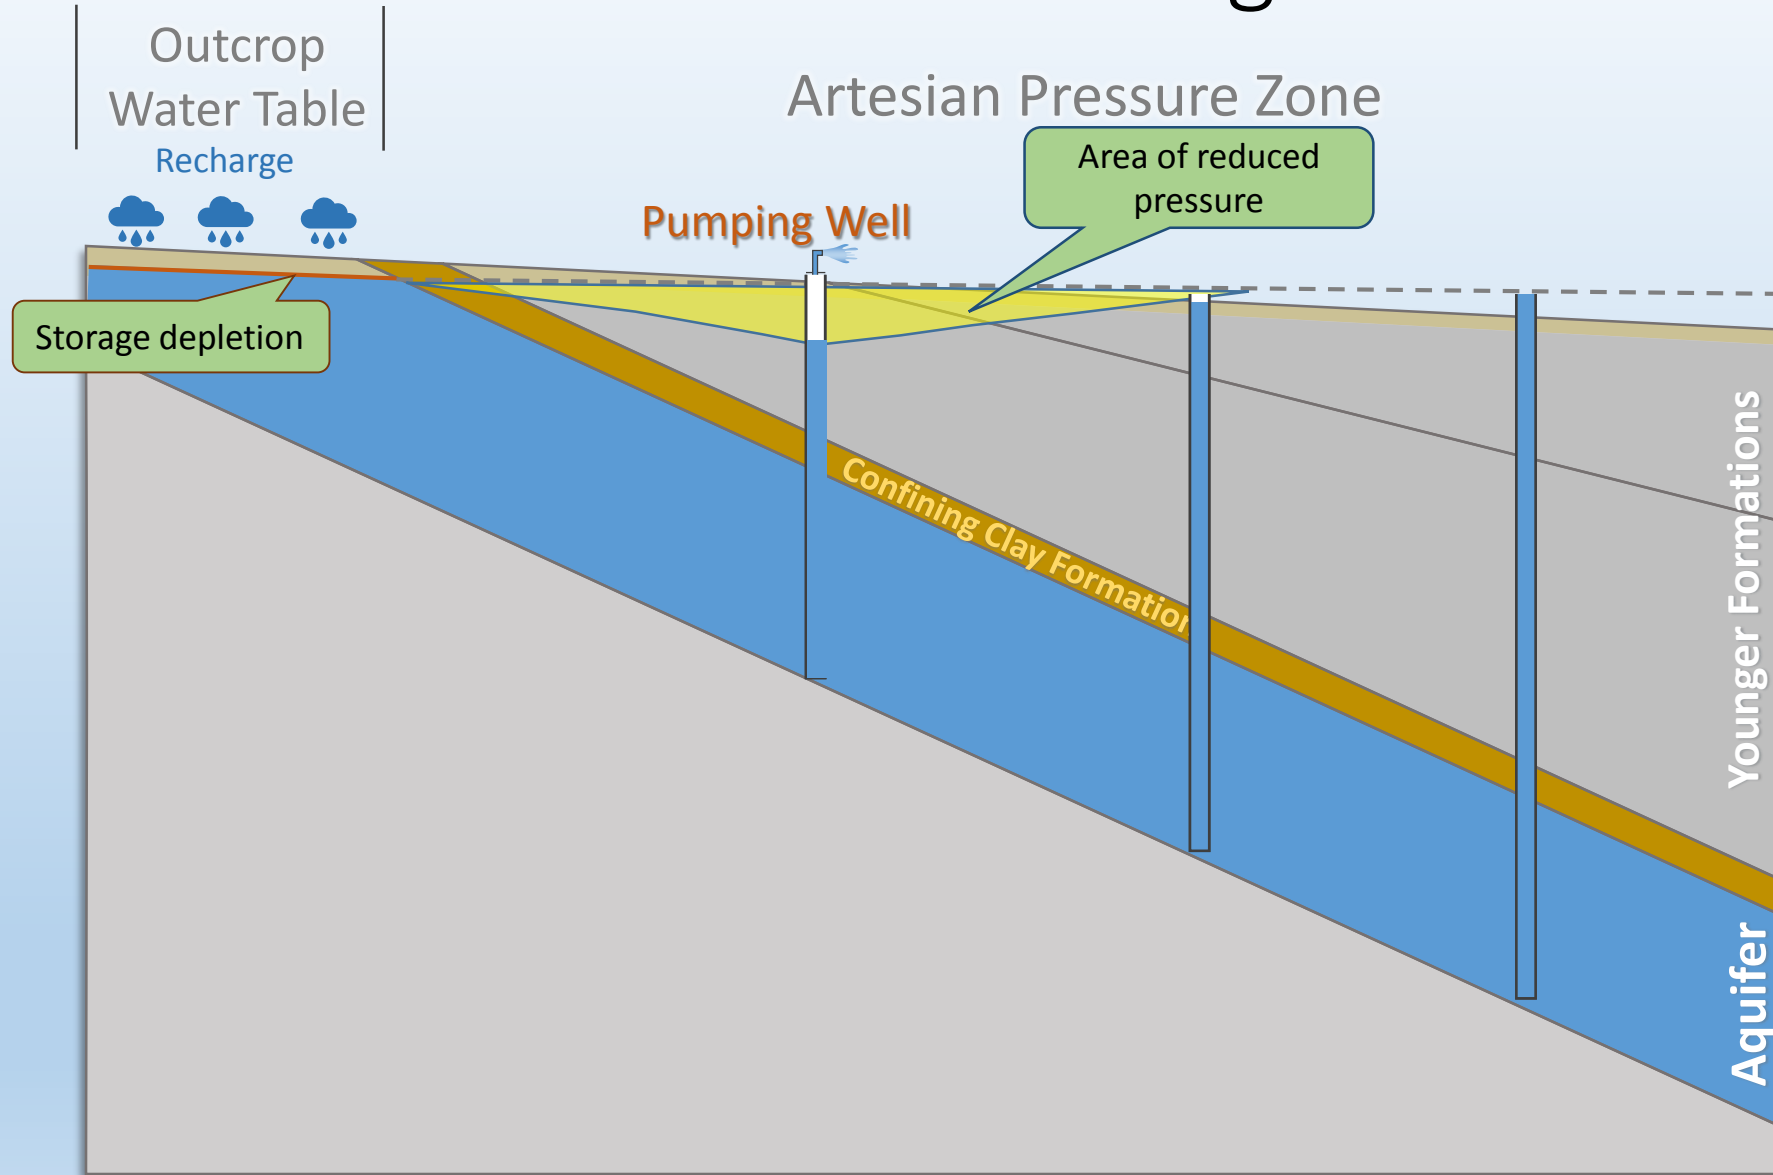 Outcrop
Water Table
Recharge
Artesian Pressure Zone
Area of reduced
pressure
Pumping Well
Storage depletion
Confining Clay Formation
Younger Formations
Aquifer